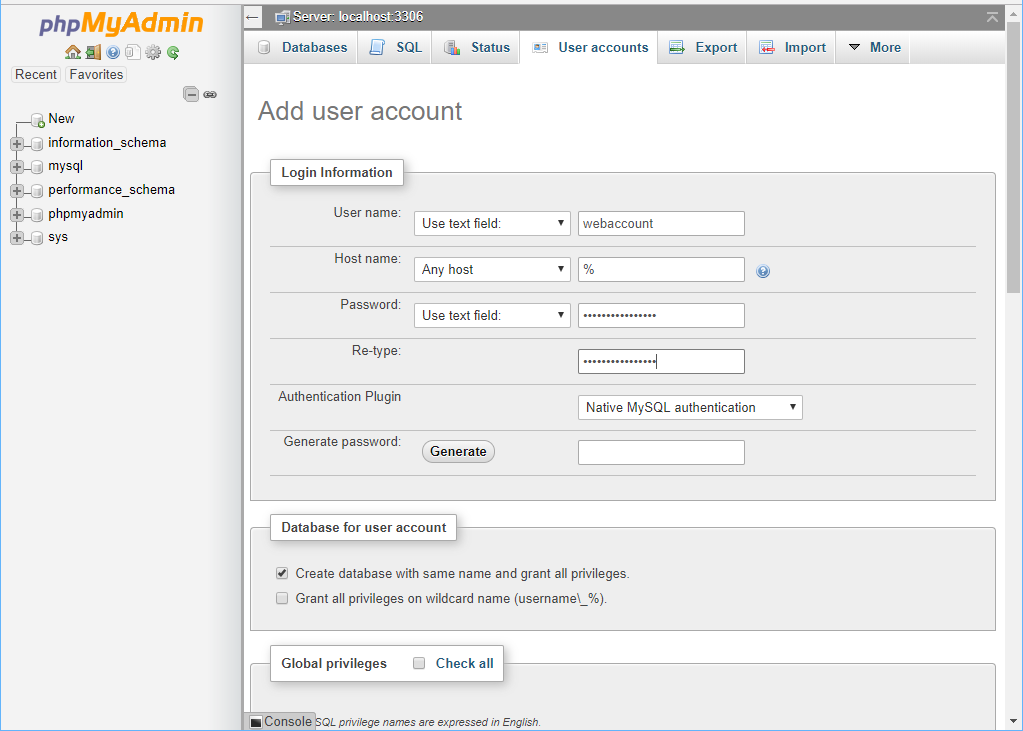 phpMyAdmin
Recent Favorites
New
information_schema
mysql
performance_schema
phpmyadmin
sys
Server: localhost:3306
Databases SQL Status User accounts Export Import More
Add user account
Login Information
User name: Use text field: webaccount
Host name: Any host %
Password: Use text field: ••••••••••••••••
Re-type: ••••••••••••••••
Authentication Plugin Native MySQL authentication
Generate password: Generate
Database for user account
Create database with same name and grant all privileges.
Grant all privileges on wildcard name (username\_%).
Global privileges Check all
Console SQL privilege names are expressed in English.